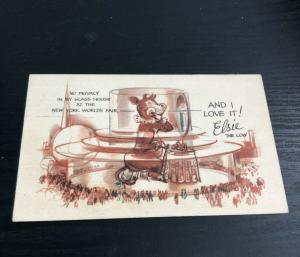 NO PRIVACY
IN MY GLASS HOUSE
AT THE
NEW YORK WORLD'S FAIR
AND I
LOVE IT!
Elsie
THE COW